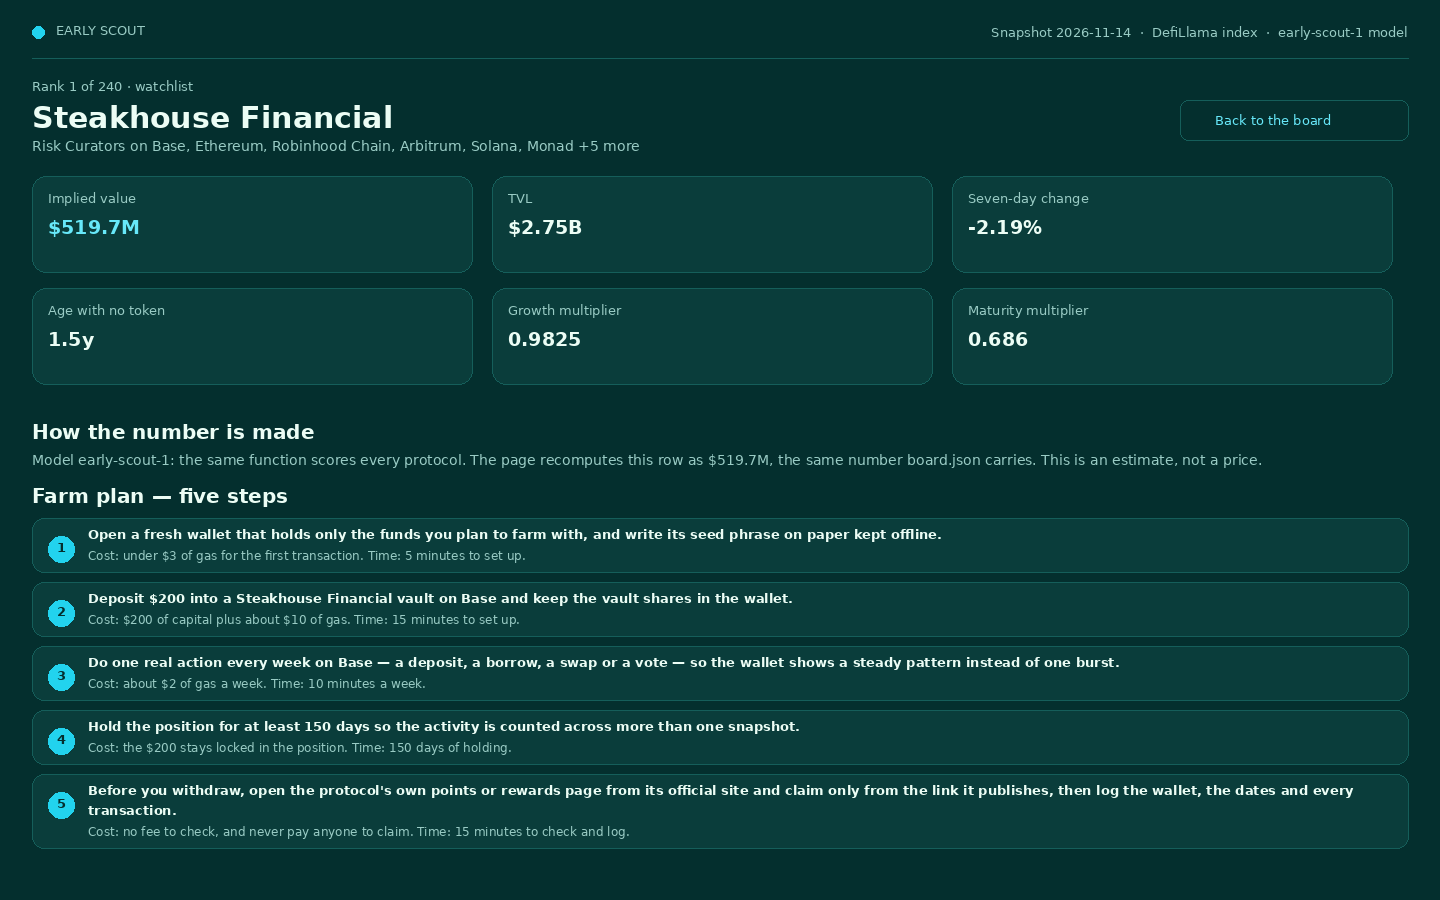 EARLY SCOUT
Snapshot 2026-11-14 · DefiLlama index · early-scout-1 model
Rank 1 of 240 · watchlist
Steakhouse Financial
Back to the board
Risk Curators on Base, Ethereum, Robinhood Chain, Arbitrum, Solana, Monad +5 more
Implied value
$519.7M
TVL
$2.75B
Seven-day change
-2.19%
Age with no token
1.5y
Growth multiplier
0.9825
Maturity multiplier
0.686
How the number is made
Model early-scout-1: the same function scores every protocol. The page recomputes this row as $519.7M, the same number board.json carries. This is an estimate, not a price.
Farm plan — five steps
1
Open a fresh wallet that holds only the funds you plan to farm with, and write its seed phrase on paper kept offline.
Cost: under $3 of gas for the first transaction. Time: 5 minutes to set up.
2
Deposit $200 into a Steakhouse Financial vault on Base and keep the vault shares in the wallet.
Cost: $200 of capital plus about $10 of gas. Time: 15 minutes to set up.
3
Do one real action every week on Base — a deposit, a borrow, a swap or a vote — so the wallet shows a steady pattern instead of one burst.
Cost: about $2 of gas a week. Time: 10 minutes a week.
4
Hold the position for at least 150 days so the activity is counted across more than one snapshot.
Cost: the $200 stays locked in the position. Time: 150 days of holding.
5
Before you withdraw, open the protocol's own points or rewards page from its official site and claim only from the link it publishes, then log the wallet, the dates and every
transaction.
Cost: no fee to check, and never pay anyone to claim. Time: 15 minutes to check and log.